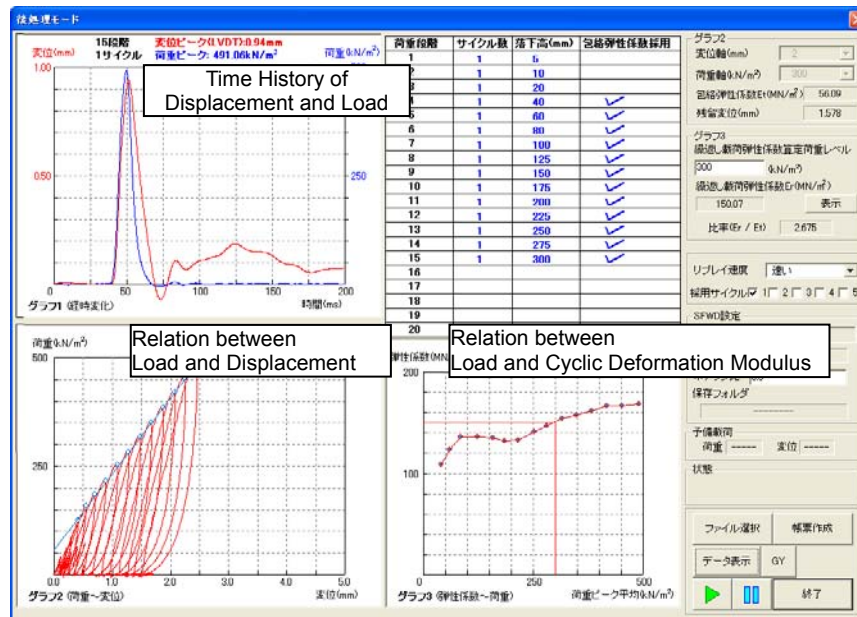 後処理モード
15段階
1サイクル
変位ピーク(LVDT):0.94mm
荷重ピーク: 491.06kN/m²
変位(mm)
荷重(kN/m²)
1.00
0.50
250
0
50
100
150
200
グラフ1 (経時変化)
時間(ms)
Time History of
Displacement and Load
荷重段階 サイクル数 落下高(mm) 包絡弾性係数採用
1 1 5
1 10
3 1 20
1 40
5 1 60
6 1 80
7 1 100
8 1 125
9 1 150
10 1 175
11 1 200
12 1 225
13 1 250
14 1 275
15 1 300
16
17
18
19
20
グラフ2
変位軸(mm) 2
荷重軸(kN/m²) 300
包絡弾性係数Et(MN/㎡) 56.09
残留変位(mm) 1.578
グラフ3
繰返し載荷弾性係数算定荷重レベル
300 (kN/m²)
繰返し載荷弾性係数Er(MN/㎡)
150.07 表示
比率(Er / Et) 2.675
リプレイ速度 速い
採用サイクル 1 2 3 4 5
SFWD設定
保存フォルダ
---------
予備載荷
荷重 ----- 変位 -----
状態
ファイル選択 帳票作成
データ表示 GY
終了
荷重(kN/m²)
500
250
0.0 1.0 2.0 3.0 4.0 5.0
グラフ2 (荷重～変位) 変位(mm)
Relation between
Load and Displacement
弾性係数(MN
200
100
0 250 500
グラフ3 (弾性係数～荷重) 荷重ピーク平均(kN/m²)
Relation between
Load and Cyclic Deformation Modulus